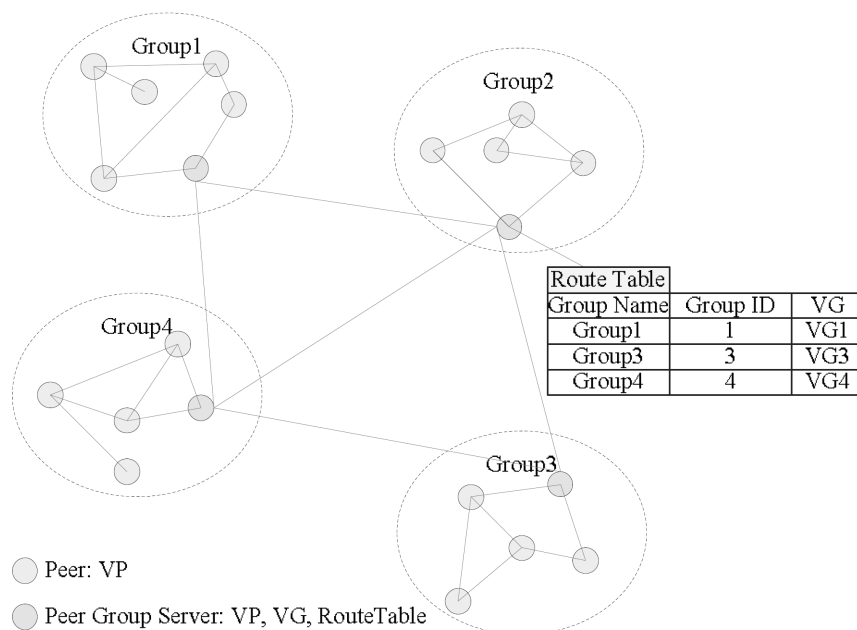 Group1
Group2
Route Table
Group Name Group ID VG
Group1 1 VG1
Group3 3 VG3
Group4 4 VG4
Group4
Group3
Peer: VP
Peer Group Server: VP, VG, RouteTable